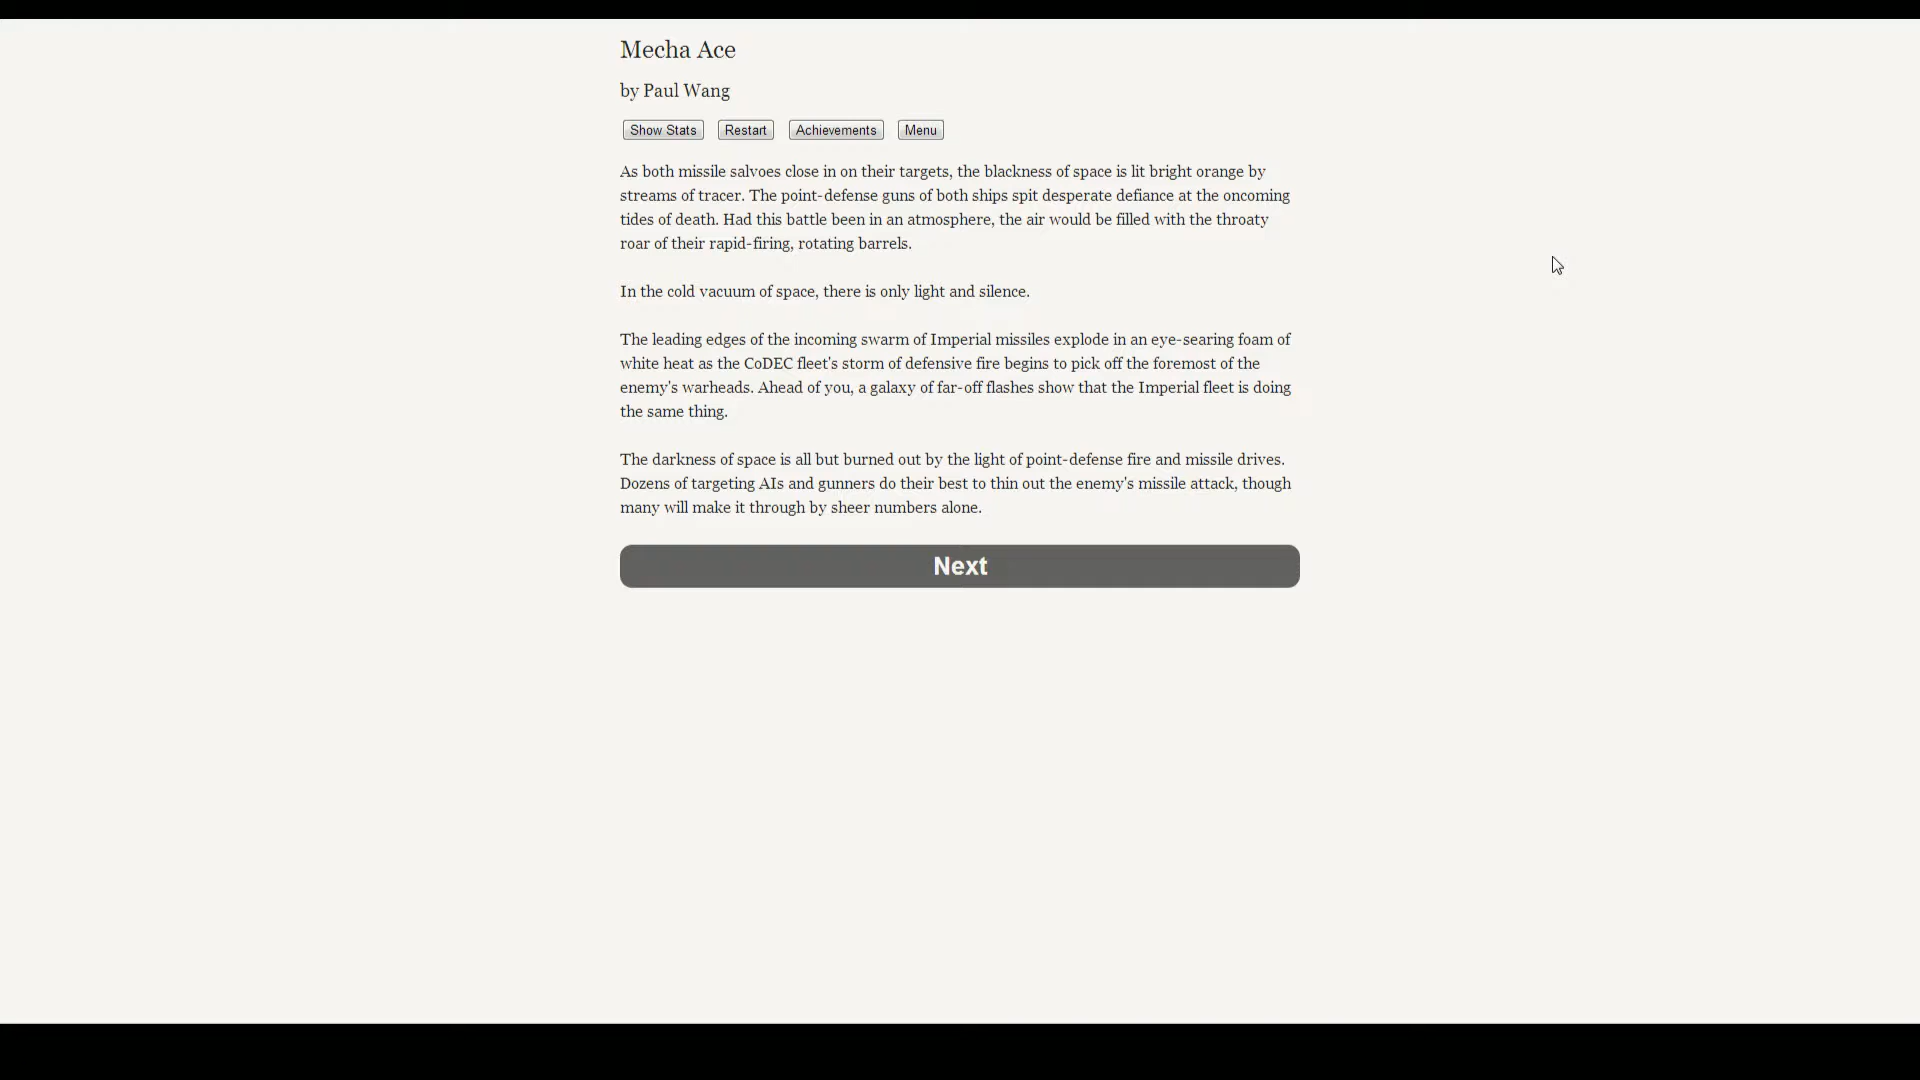 Mecha Ace
by Paul Wang
Show Stats Restart Achievements Menu
As both missile salvoes close in on their targets, the blackness of space is lit bright orange by
streams of tracer. The point-defense guns of both ships spit desperate defiance at the oncoming
tides of death. Had this battle been in an atmosphere, the air would be filled with the throaty
roar of their rapid-firing, rotating barrels.
In the cold vacuum of space, there is only light and silence.
The leading edges of the incoming swarm of Imperial missiles explode in an eye-searing foam of
white heat as the CoDEC fleet's storm of defensive fire begins to pick off the foremost of the
enemy's warheads. Ahead of you, a galaxy of far-off flashes show that the Imperial fleet is doing
the same thing.
The darkness of space is all but burned out by the light of point-defense fire and missile drives.
Dozens of targeting AIs and gunners do their best to thin out the enemy's missile attack, though
many will make it through by sheer numbers alone.
Next